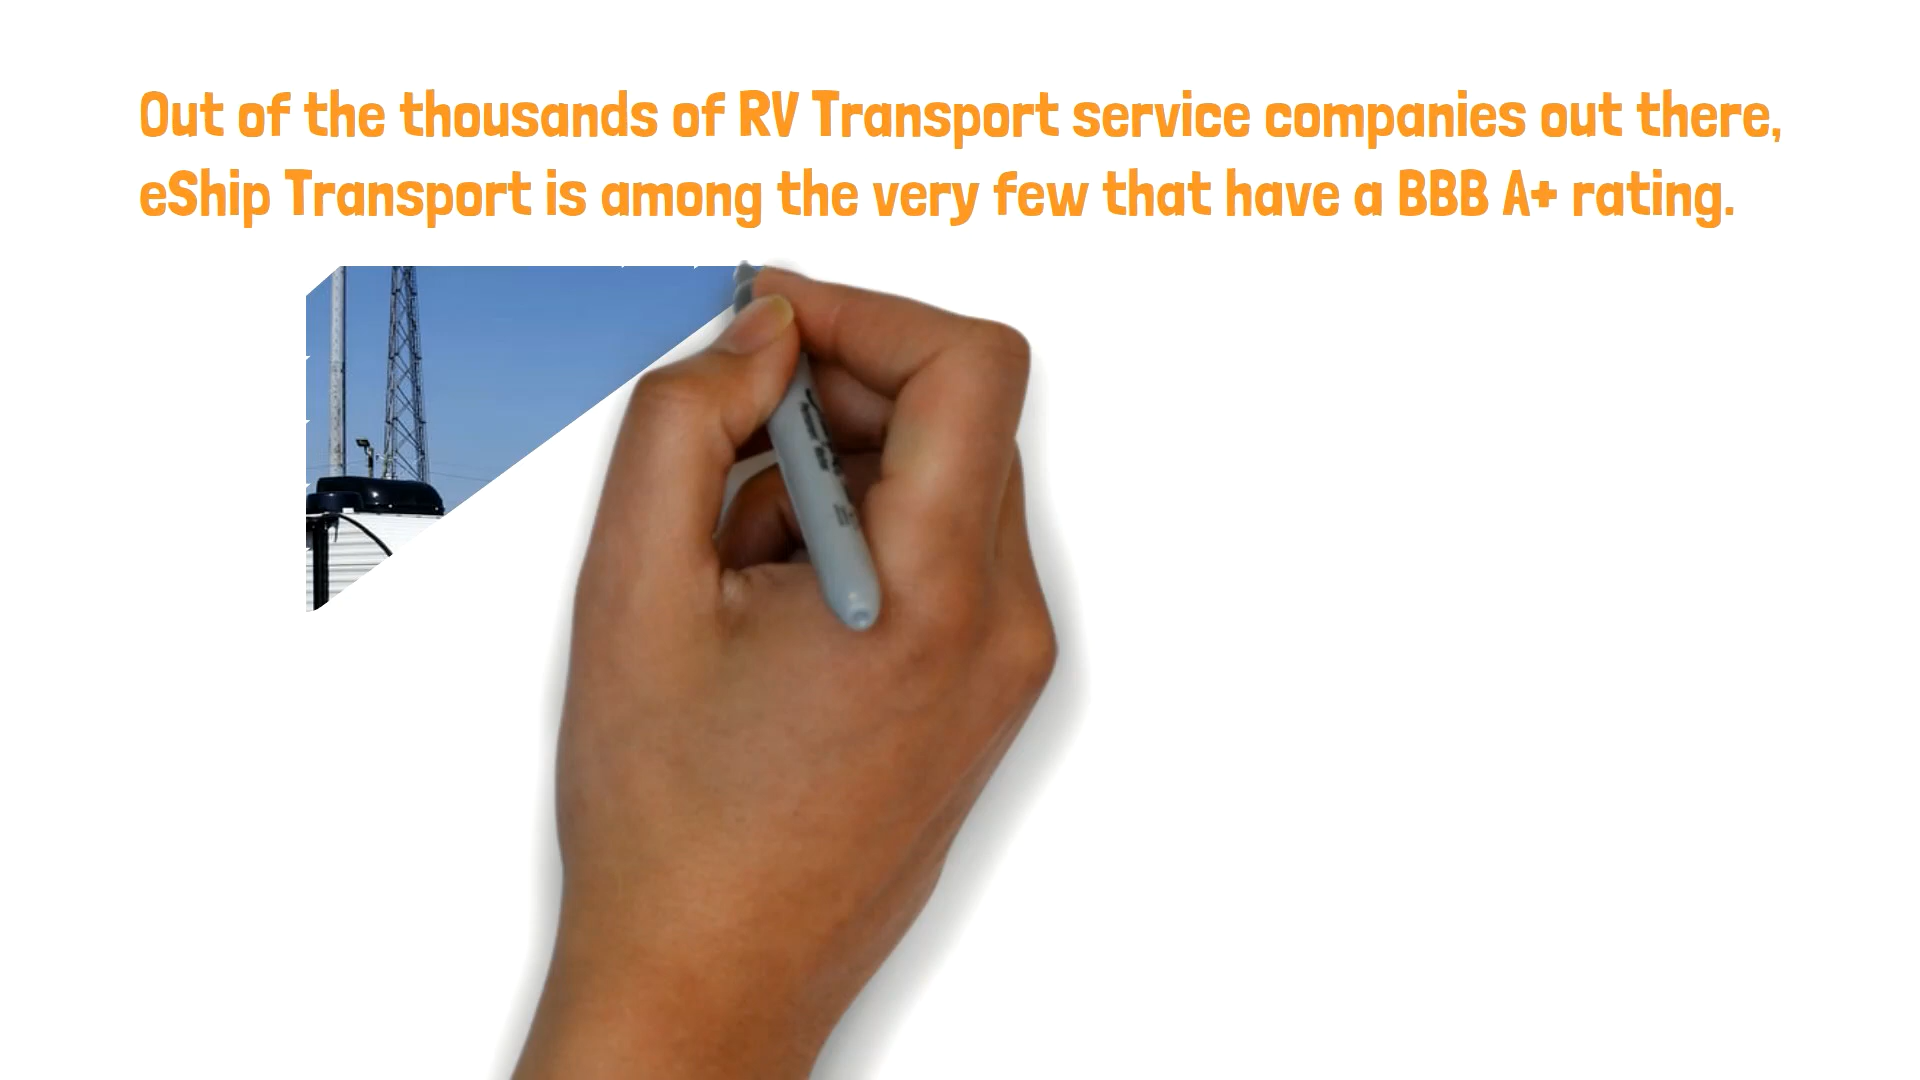 Out of the thousands of RV Transport service companies out there,
eShip Transport is among the very few that have a BBB A+ rating.